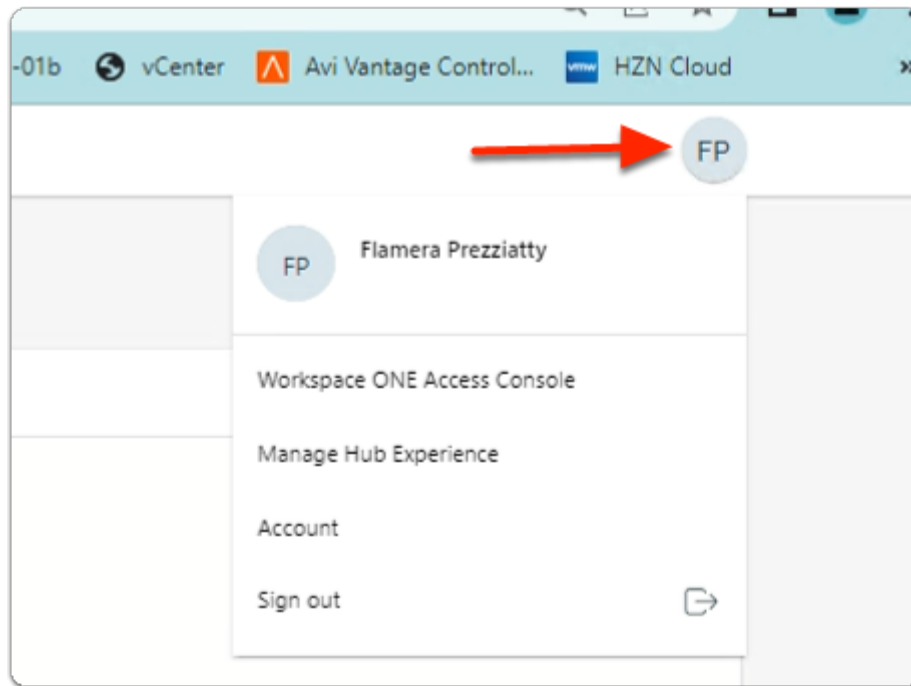 -01b vCenter Avi Vantage Control... vmw HZN Cloud »
FP
FP Flamera Prezziatty
Workspace ONE Access Console
Manage Hub Experience
Account
Sign out